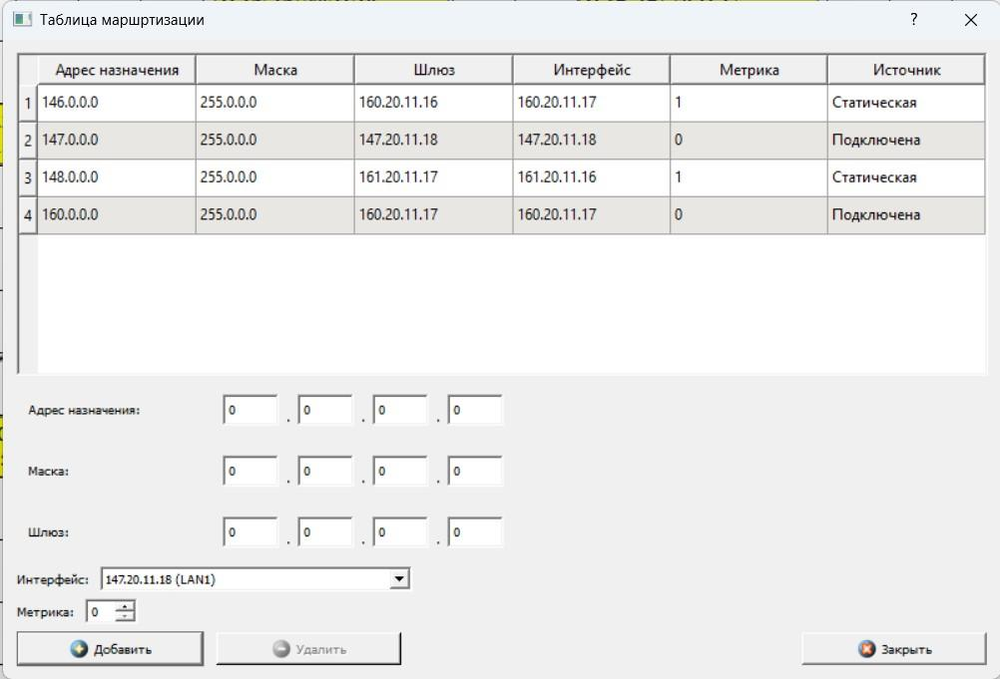 Таблица маршртизации ?
Адрес назначения Маска Шлюз Интерфейс Метрика Источник
1 146.0.0.0 255.0.0.0 160.20.11.16 160.20.11.17 1 Статическая
2 147.0.0.0 255.0.0.0 147.20.11.18 147.20.11.18 0 Подключена
3 148.0.0.0 255.0.0.0 161.20.11.17 161.20.11.16 1 Статическая
4 160.0.0.0 255.0.0.0 160.20.11.17 160.20.11.17 0 Подключена
Адрес назначения: 0 . 0 . 0 . 0
Маска: 0 . 0 . 0 . 0
Шлюз: 0 . 0 . 0 . 0
Интерфейс: 147.20.11.18 (LAN1)
Метрика: 0
Добавить Удалить Закрыть